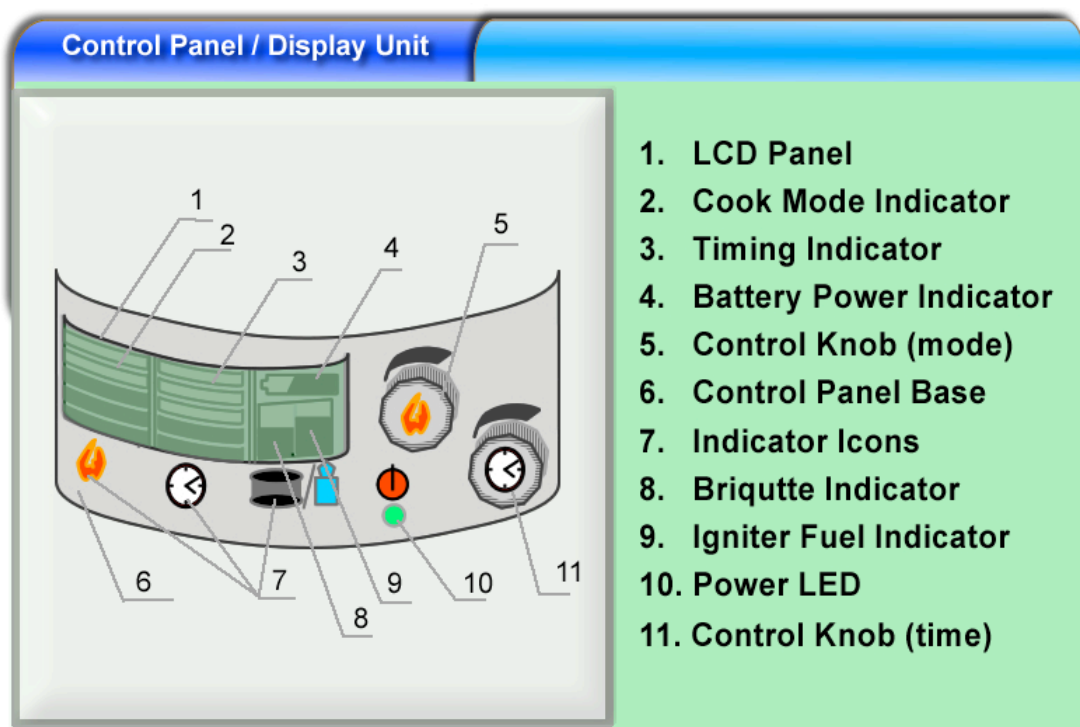 Control Panel / Display Unit
1
2
3
4
5
6
7
8
9
10
11
1. LCD Panel
2. Cook Mode Indicator
3. Timing Indicator
4. Battery Power Indicator
5. Control Knob (mode)
6. Control Panel Base
7. Indicator Icons
8. Briqutte Indicator
9. Igniter Fuel Indicator
10. Power LED
11. Control Knob (time)